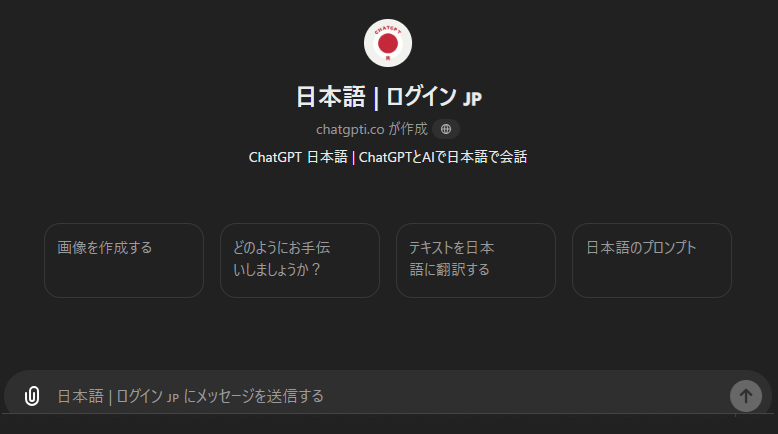 CHATGPT
日本語 | ログイン JP
chatgpti.co が作成
ChatGPT 日本語 | ChatGPTとAIで日本語で会話
画像を作成する
どのようにお手伝
いしましょうか？
テキストを日本
語に翻訳する
日本語のプロンプト
日本語 | ログイン JP にメッセージを送信する